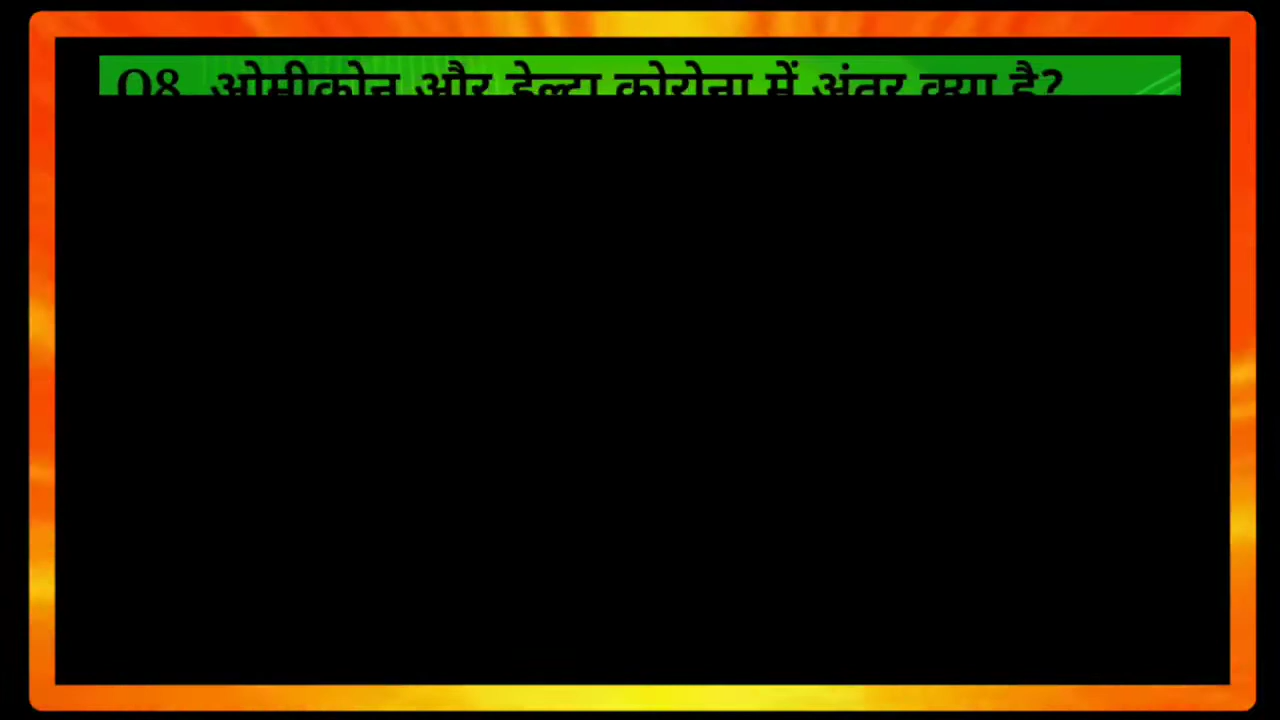 Q8. ओमीकोन और डेल्टा कोरोना में अंतर क्या है?